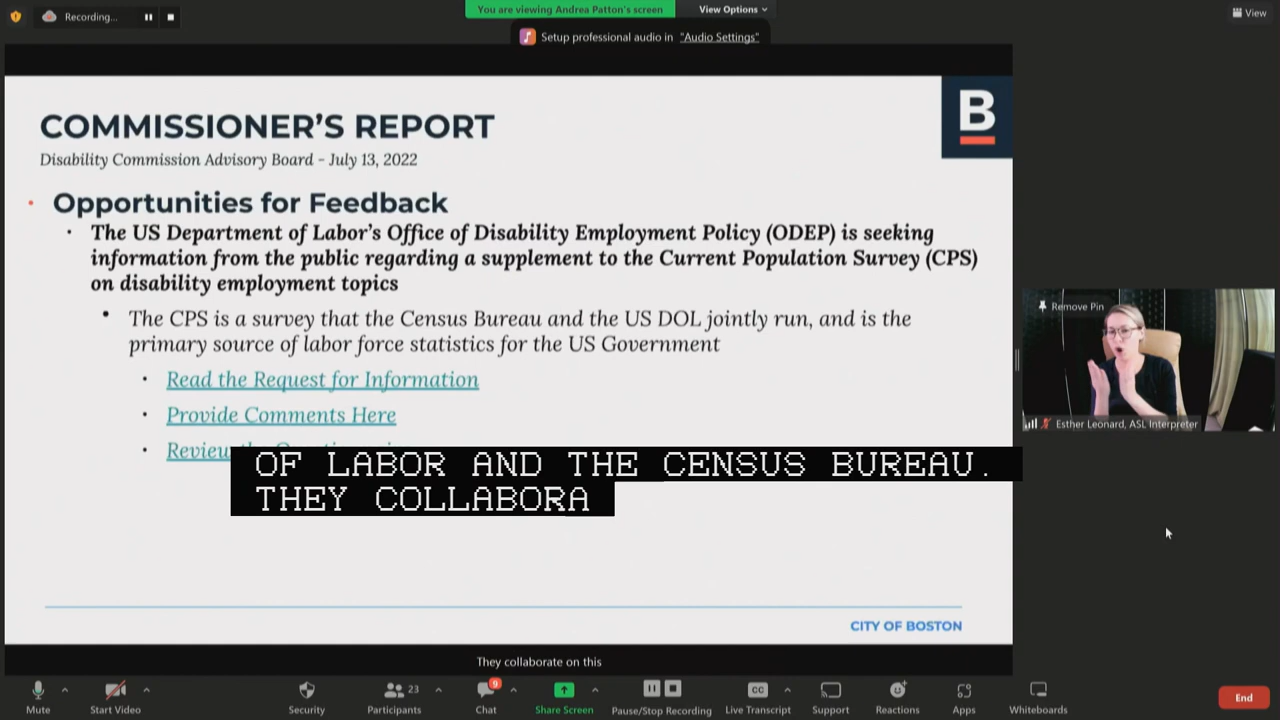 Recording...
You are viewing Andrea Patton's screen
View Options
View
Setup professional audio in "Audio Settings"
B
COMMISSIONER'S REPORT
Disability Commission Advisory Board - July 13, 2022
Opportunities for Feedback
The US Department of Labor's Office of Disability Employment Policy (ODEP) is seeking
information from the public regarding a supplement to the Current Population Survey (CPS)
on disability employment topics
The CPS is a survey that the Census Bureau and the US DOL jointly run, and is the
primary source of labor force statistics for the US Government
Read the Request for Information
Provide Comments Here
Review
OF LABOR AND THE CENSUS BUREAU.
THEY COLLABORA
CITY OF BOSTON
Remove Pin
Esther Leonard, ASL Interpreter
They collaborate on this
Mute
Start Video
Security
23
Participants
9
Chat
Share Screen
Pause/Stop Recording
CC
Live Transcript
Support
Reactions
Apps
Whiteboards
End